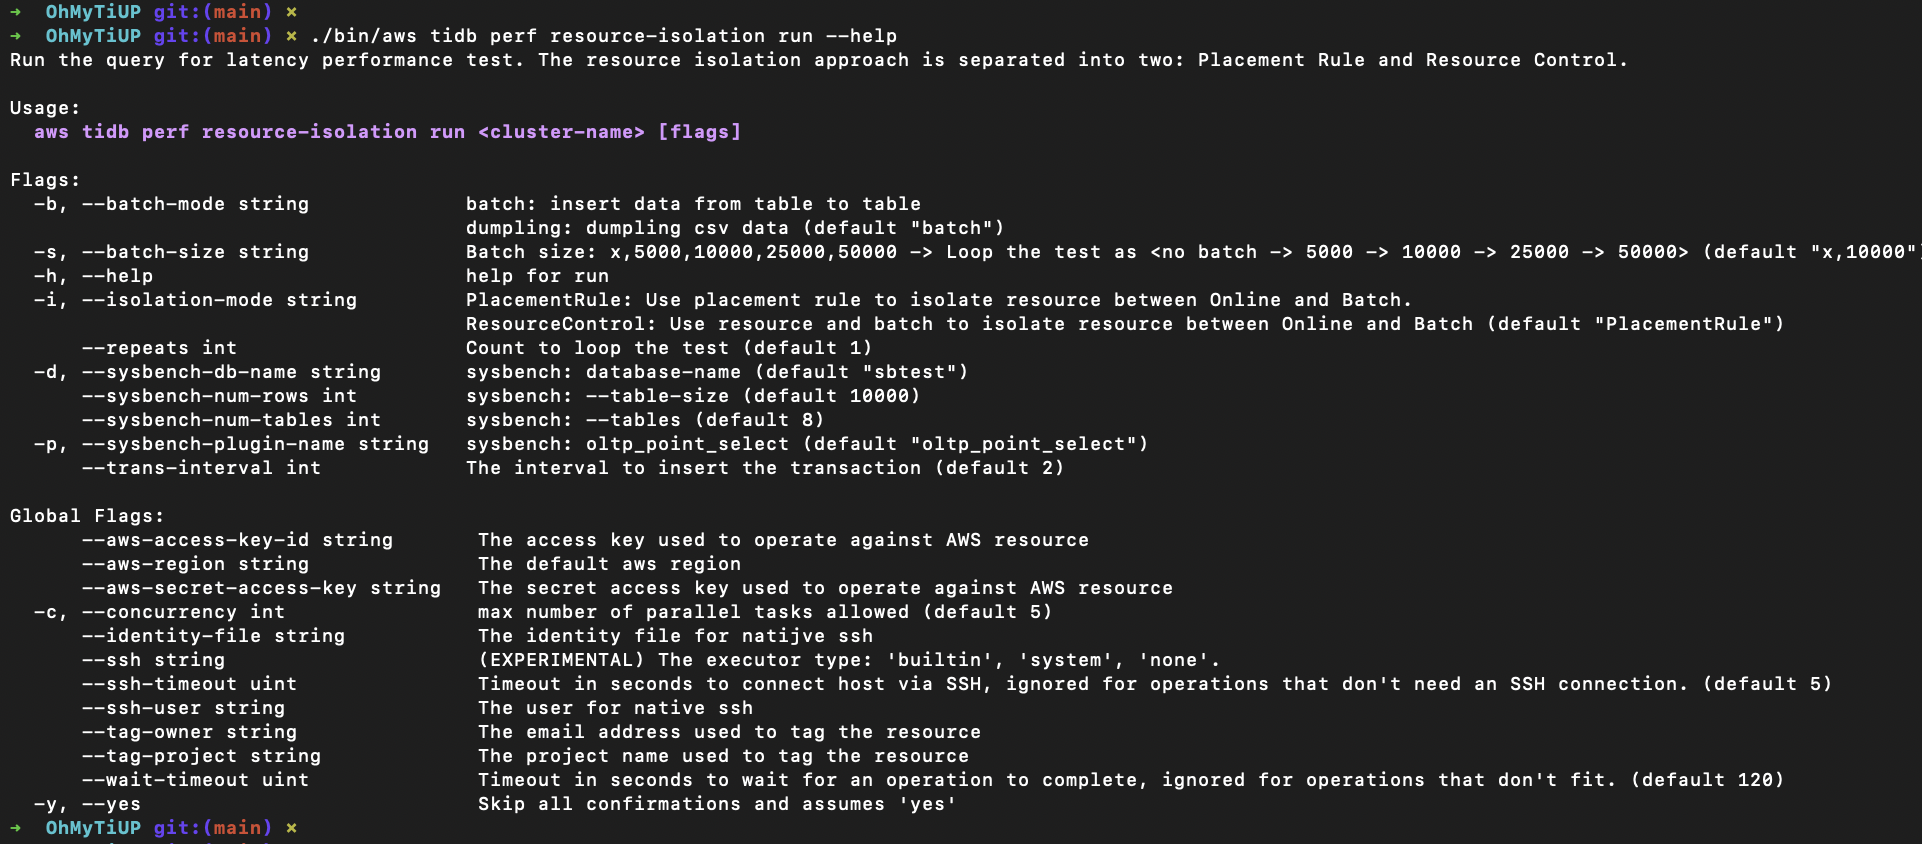 ➜  OhMyTiUP git:(main) ✗
➜  OhMyTiUP git:(main) ✗ ./bin/aws tidb perf resource-isolation run --help
Run the query for latency performance test. The resource isolation approach is separated into two: Placement Rule and Resource Control.

Usage:
  aws tidb perf resource-isolation run <cluster-name> [flags]

Flags:
  -b, --batch-mode string             batch: insert data from table to table
                                      dumpling: dumpling csv data (default "batch")
  -s, --batch-size string             Batch size: x,5000,10000,25000,50000 -> Loop the test as <no batch -> 5000 -> 10000 -> 25000 -> 50000> (default "x,10000")
  -h, --help                          help for run
  -i, --isolation-mode string         PlacementRule: Use placement rule to isolate resource between Online and Batch.
                                      ResourceControl: Use resource and batch to isolate resource between Online and Batch (default "PlacementRule")
      --repeats int                   Count to loop the test (default 1)
  -d, --sysbench-db-name string       sysbench: database-name (default "sbtest")
      --sysbench-num-rows int         sysbench: --table-size (default 10000)
      --sysbench-num-tables int       sysbench: --tables (default 8)
  -p, --sysbench-plugin-name string   sysbench: oltp_point_select (default "oltp_point_select")
      --trans-interval int            The interval to insert the transaction (default 2)

Global Flags:
      --aws-access-key-id string       The access key used to operate against AWS resource
      --aws-region string              The default aws region
      --aws-secret-access-key string   The secret access key used to operate against AWS resource
  -c, --concurrency int                max number of parallel tasks allowed (default 5)
      --identity-file string           The identity file for natijve ssh
      --ssh string                     (EXPERIMENTAL) The executor type: 'builtin', 'system', 'none'.
      --ssh-timeout uint               Timeout in seconds to connect host via SSH, ignored for operations that don't need an SSH connection. (default 5)
      --ssh-user string                The user for native ssh
      --tag-owner string               The email address used to tag the resource
      --tag-project string             The project name used to tag the resource
      --wait-timeout uint              Timeout in seconds to wait for an operation to complete, ignored for operations that don't fit. (default 120)
  -y, --yes                            Skip all confirmations and assumes 'yes'
➜  OhMyTiUP git:(main) ✗